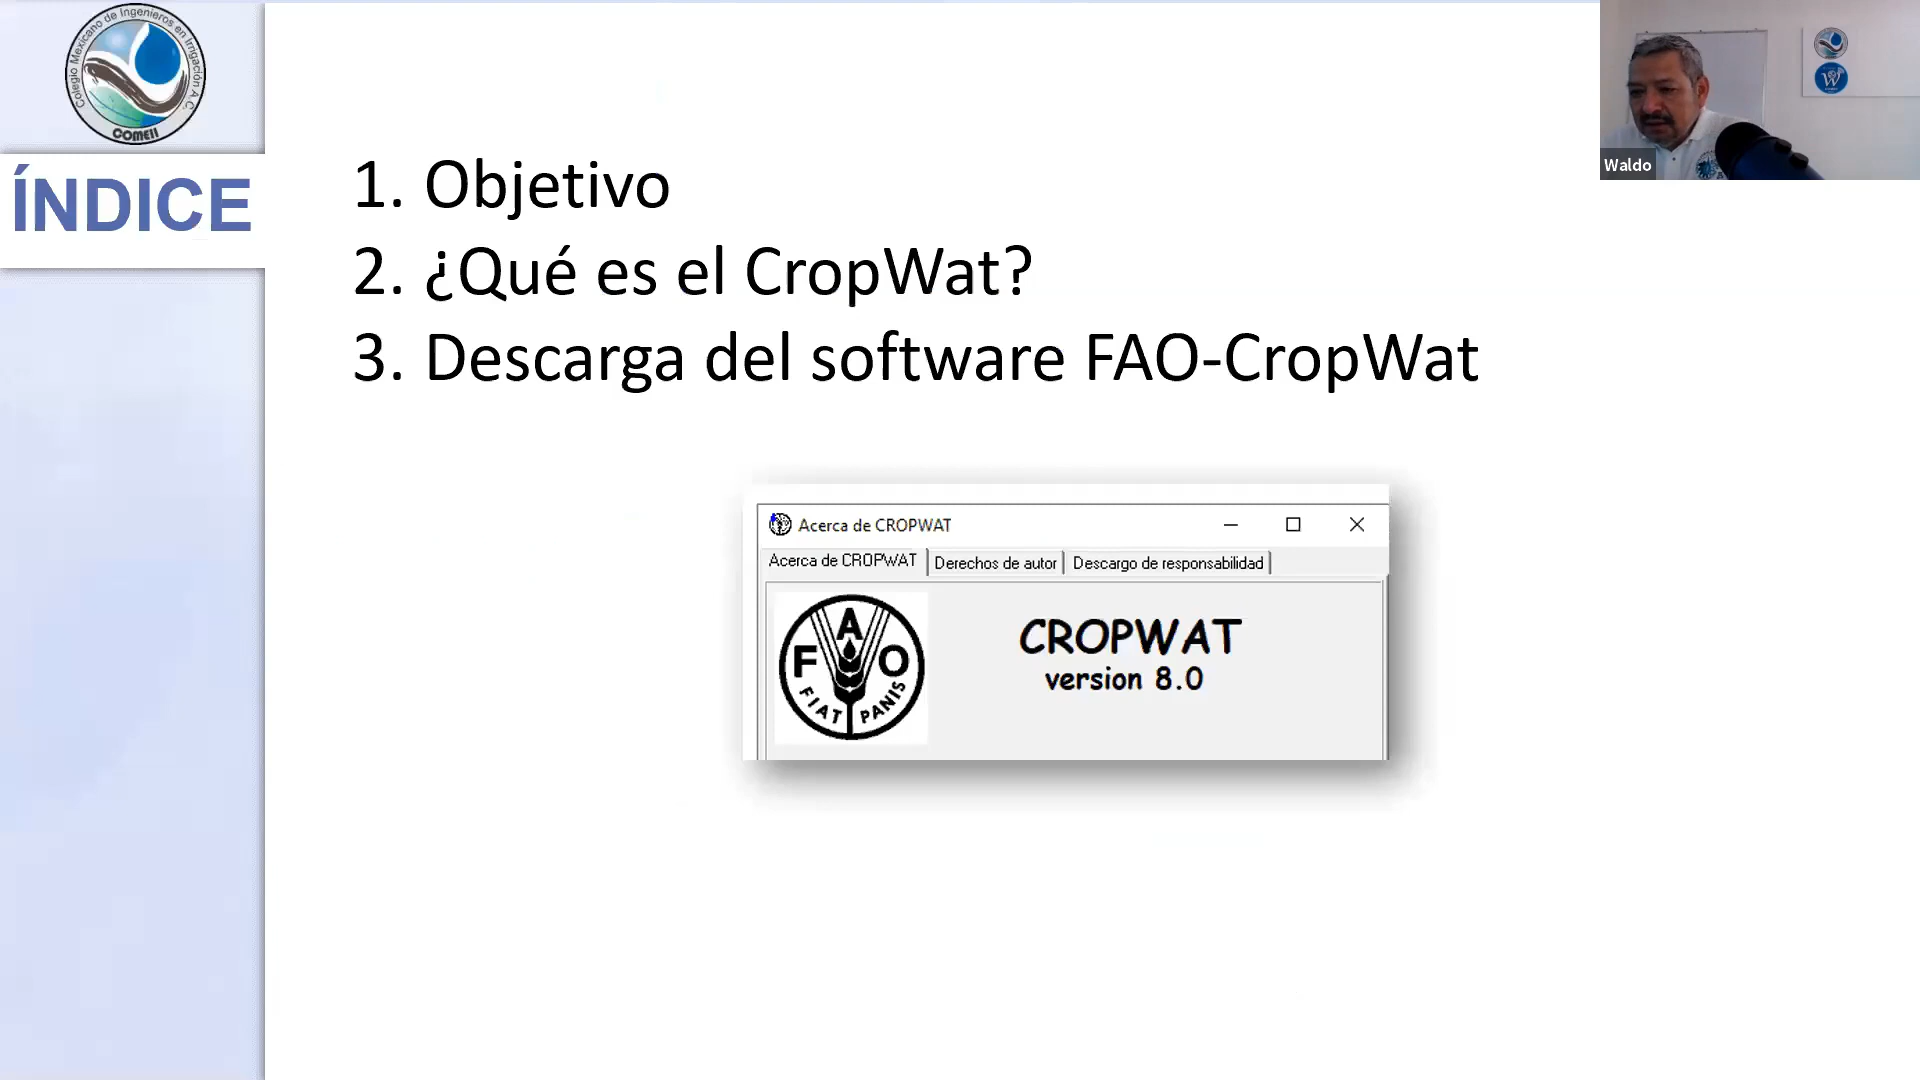 Colegio Mexicano de Ingenieros en Irrigación A.C.
COMEII
ÍNDICE
1. Objetivo
2. ¿Qué es el CropWat?
3. Descarga del software FAO-CropWat
Acerca de CROPWAT
Acerca de CROPWAT Derechos de autor Descargo de responsabilidad
FAO
FIAT PANIS
CROPWAT
version 8.0
W
Waldo